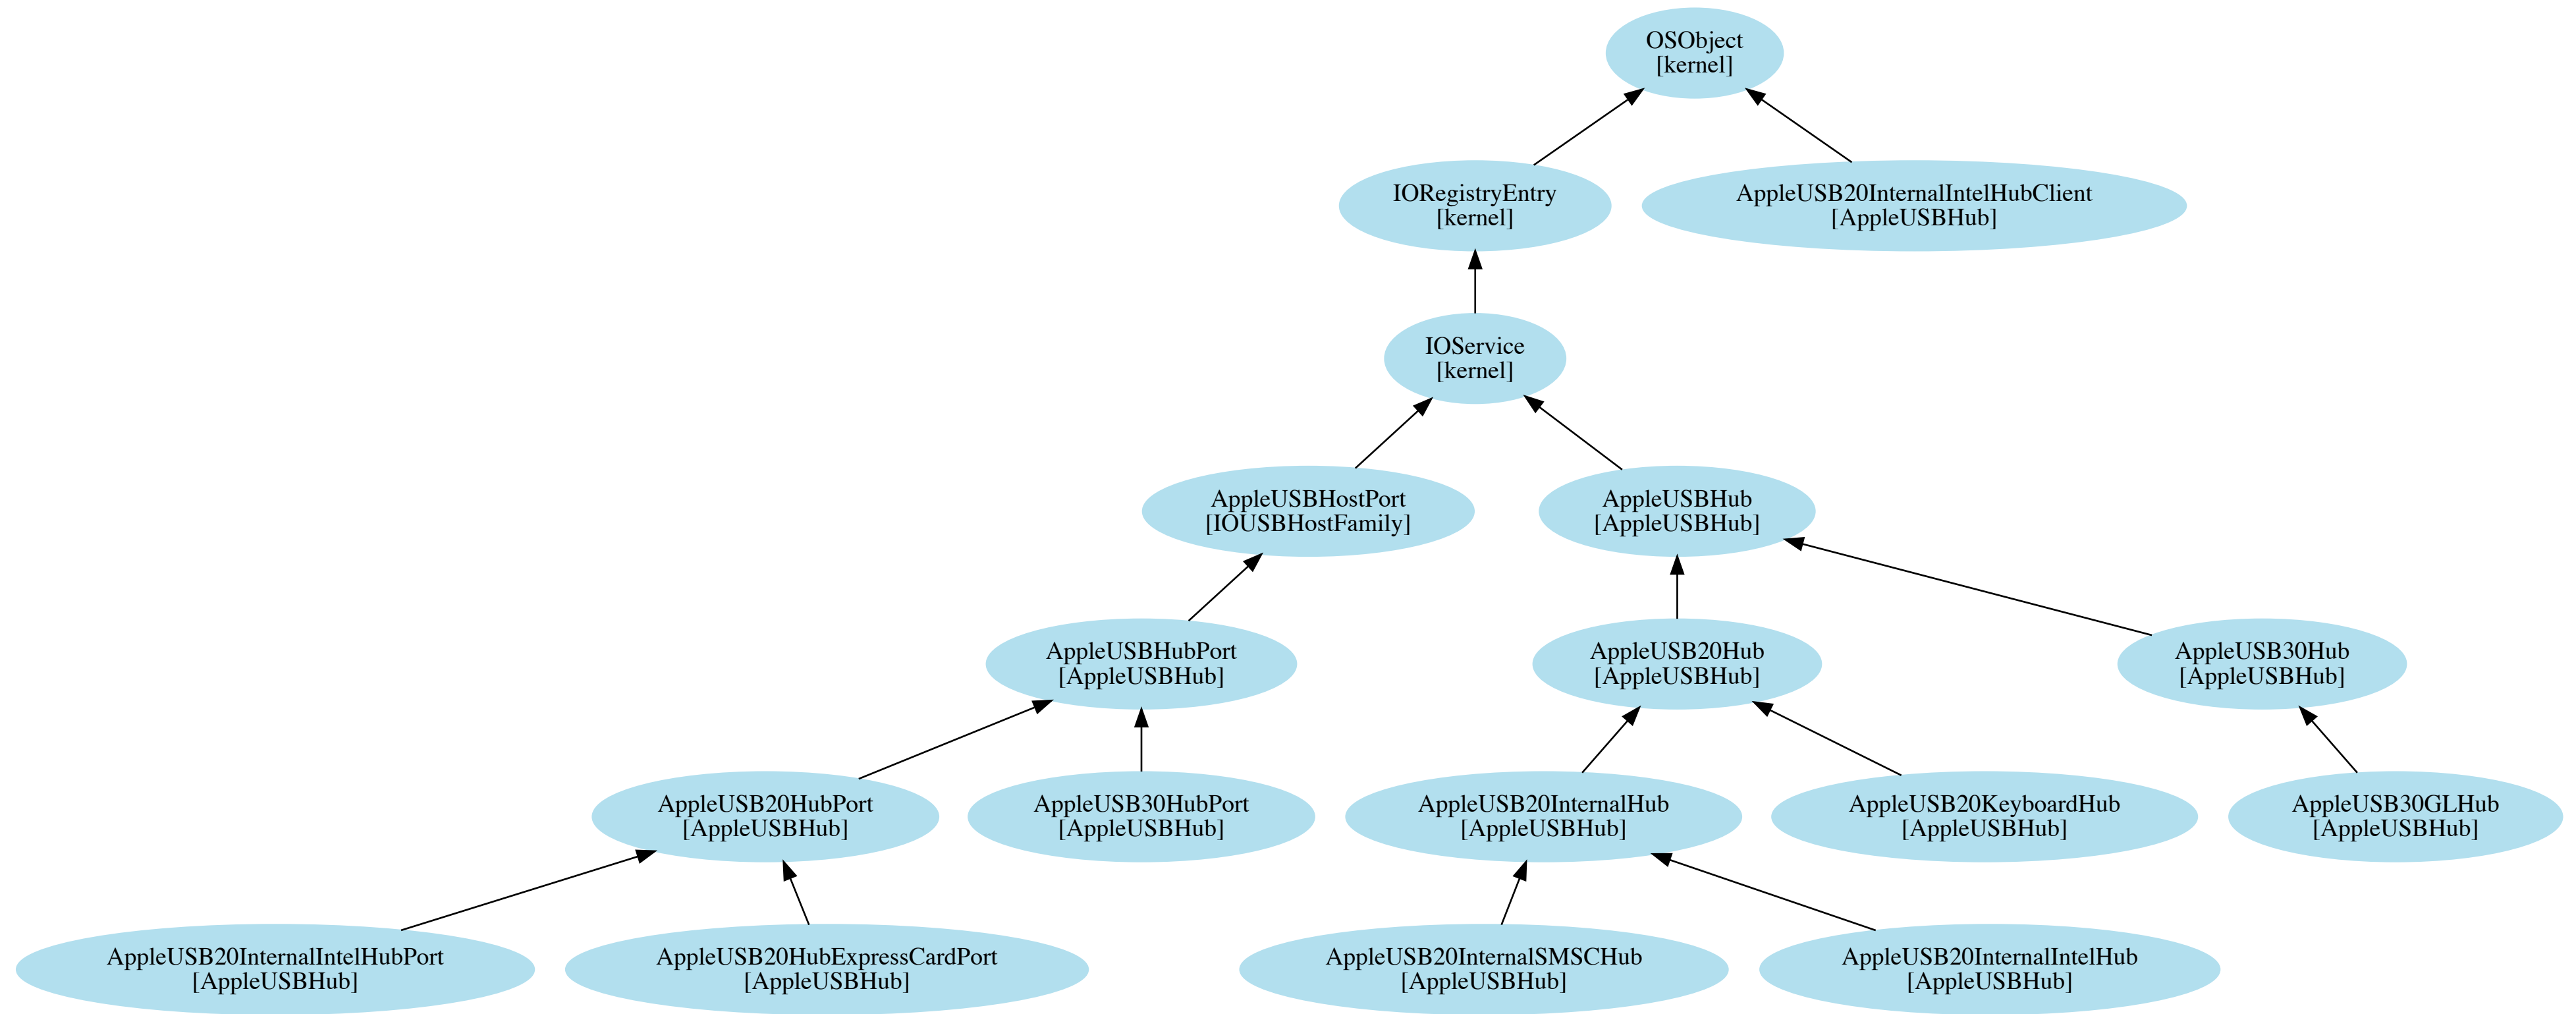 OSObject
[kernel]
IORegistryEntry
[kernel]
AppleUSB20InternalIntelHubClient
[AppleUSBHub]
IOService
[kernel]
AppleUSBHostPort
[IOUSBHostFamily]
AppleUSBHub
[AppleUSBHub]
AppleUSBHubPort
[AppleUSBHub]
AppleUSB20Hub
[AppleUSBHub]
AppleUSB30Hub
[AppleUSBHub]
AppleUSB20HubPort
[AppleUSBHub]
AppleUSB30HubPort
[AppleUSBHub]
AppleUSB20InternalHub
[AppleUSBHub]
AppleUSB20KeyboardHub
[AppleUSBHub]
AppleUSB30GLHub
[AppleUSBHub]
AppleUSB20InternalIntelHubPort
[AppleUSBHub]
AppleUSB20HubExpressCardPort
[AppleUSBHub]
AppleUSB20InternalSMSCHub
[AppleUSBHub]
AppleUSB20InternalIntelHub
[AppleUSBHub]